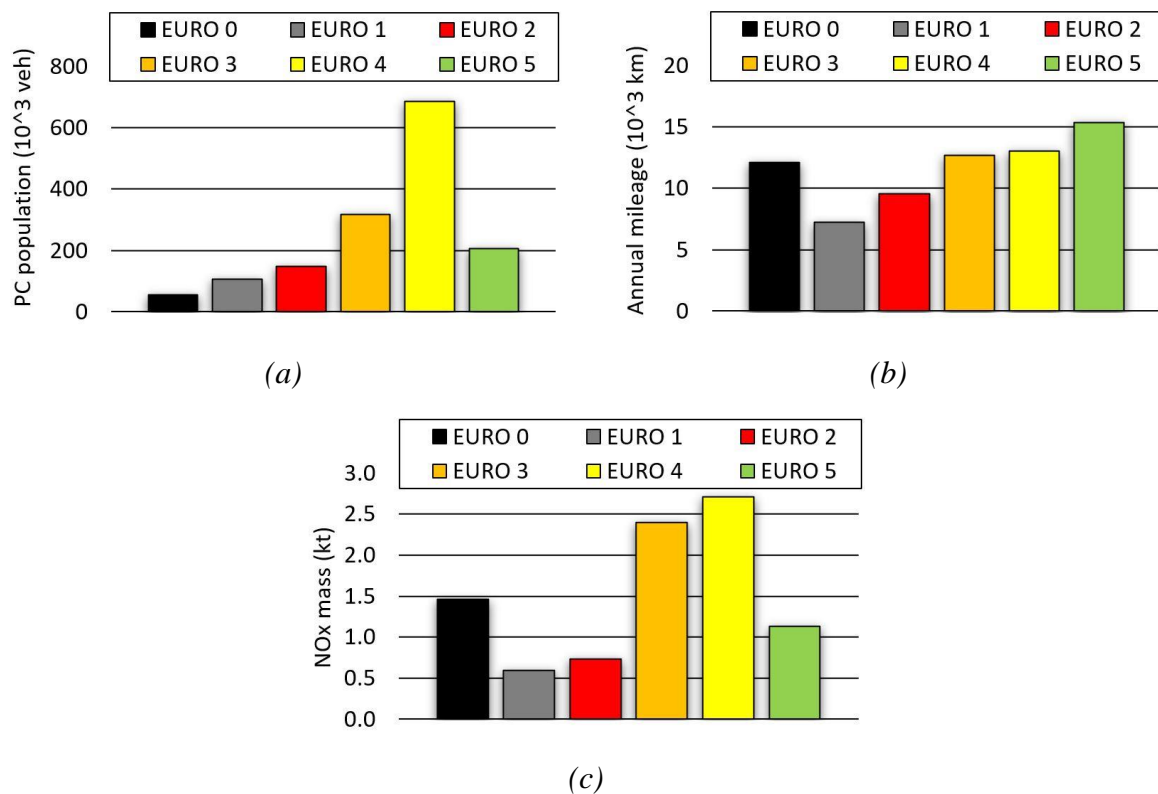 EURO 0 EURO 1 EURO 2
EURO 3 EURO 4 EURO 5
PC population (10^3 veh)
800
600
400
200
0
(a)
EURO 0 EURO 1 EURO 2
EURO 3 EURO 4 EURO 5
Annual mileage (10^3 km)
20
15
10
5
0
(b)
EURO 0 EURO 1 EURO 2
EURO 3 EURO 4 EURO 5
NOx mass (kt)
3.0
2.5
2.0
1.5
1.0
0.5
0.0
(c)